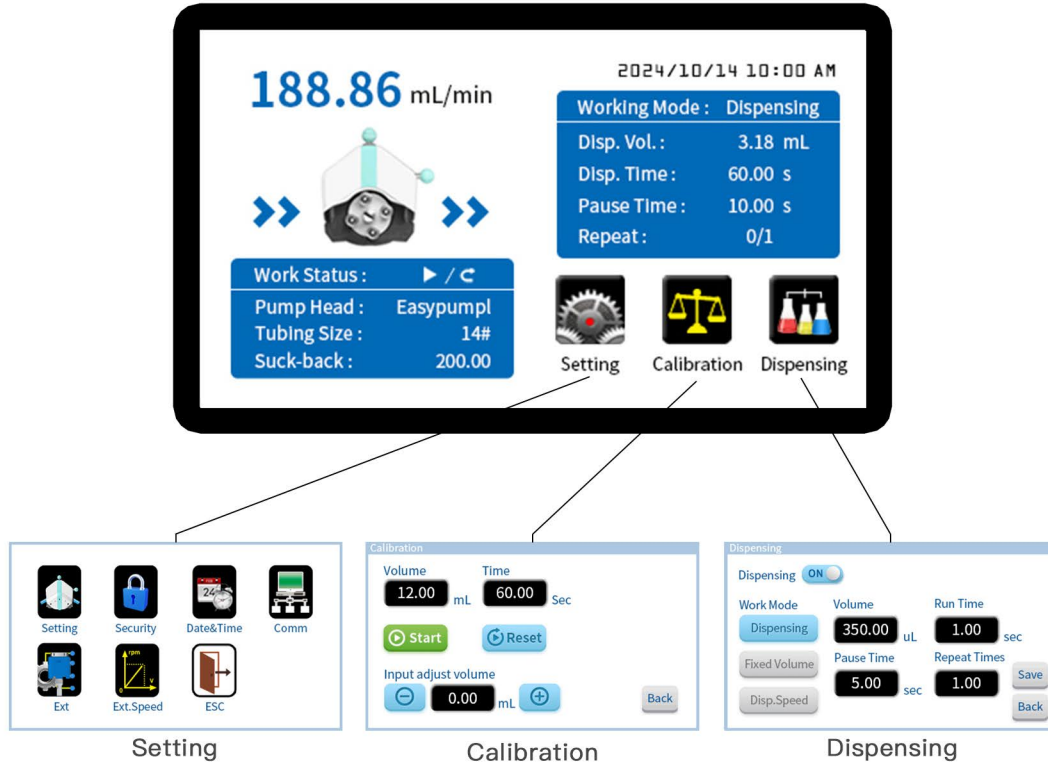 188.86 mL/min
2024/10/14 10:00 AM
Working Mode : Dispensing
Disp. Vol. : 3.18 mL
Disp. Time : 60.00 s
Pause Time : 10.00 s
Repeat : 0/1
Work Status : /
Pump Head : Easypumpl
Tubing Size : 14#
Suck-back : 200.00
Setting
Calibration
Dispensing
Setting
Security
Date&Time
Comm
Ext
rpm
0
v
Ext.Speed
ESC
24
Setting
Calibration
Volume
Time
12.00 mL
60.00 Sec
Start
Reset
Input adjust volume
0.00 mL
Back
Calibration
Dispensing
Dispensing ON
Work Mode
Volume
Run Time
Dispensing
350.00 uL
1.00 sec
Fixed Volume
Pause Time
Repeat Times
5.00 sec
1.00
Disp.Speed
Save
Back
Dispensing